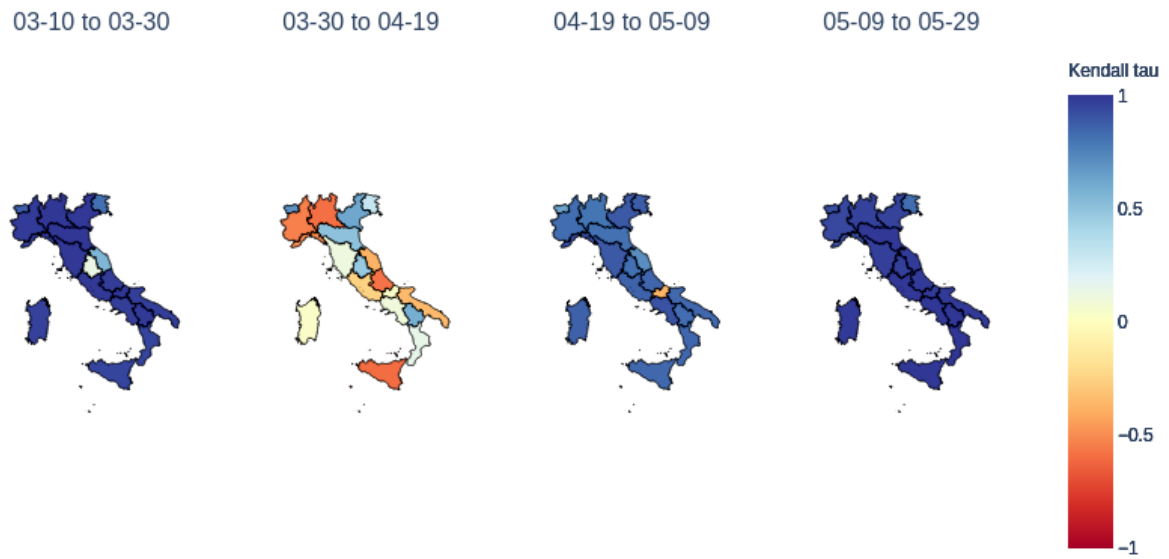 03-10 to 03-30
03-30 to 04-19
04-19 to 05-09
05-09 to 05-29
Kendall tau
1
0.5
0
−0.5
−1